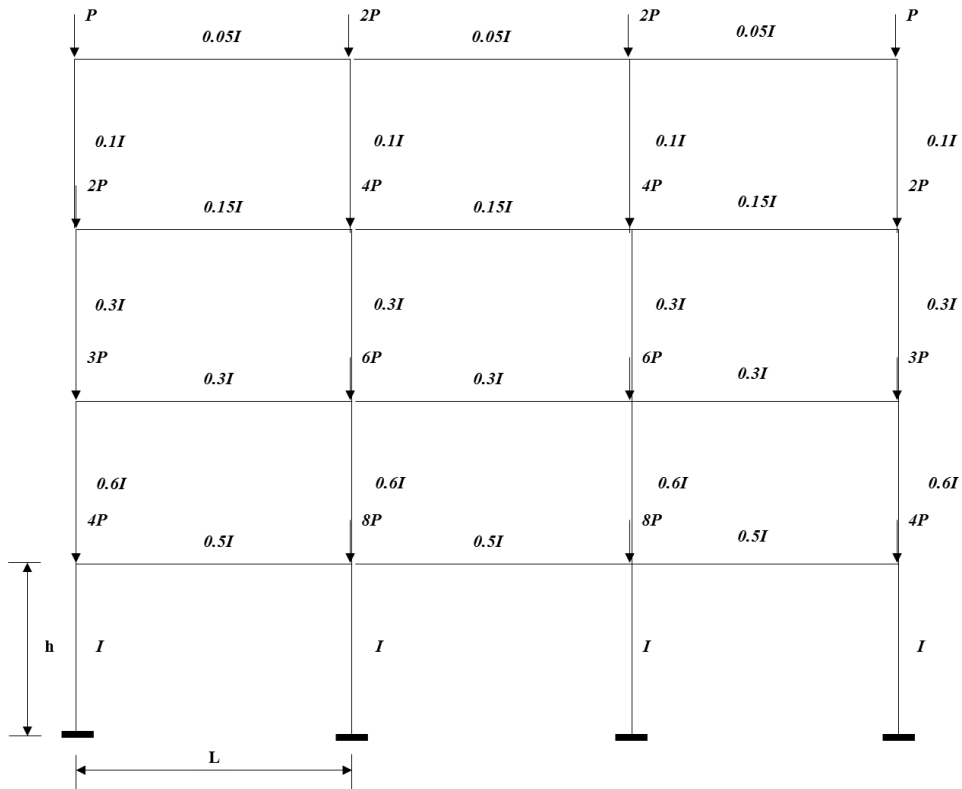 P 2P 2P P
0.05I 0.05I 0.05I
0.1I 0.1I 0.1I 0.1I
2P 4P 4P 2P
0.15I 0.15I 0.15I
0.3I 0.3I 0.3I 0.3I
3P 6P 6P 3P
0.3I 0.3I 0.3I
0.6I 0.6I 0.6I 0.6I
4P 8P 8P 4P
0.5I 0.5I 0.5I
h I I I I
L